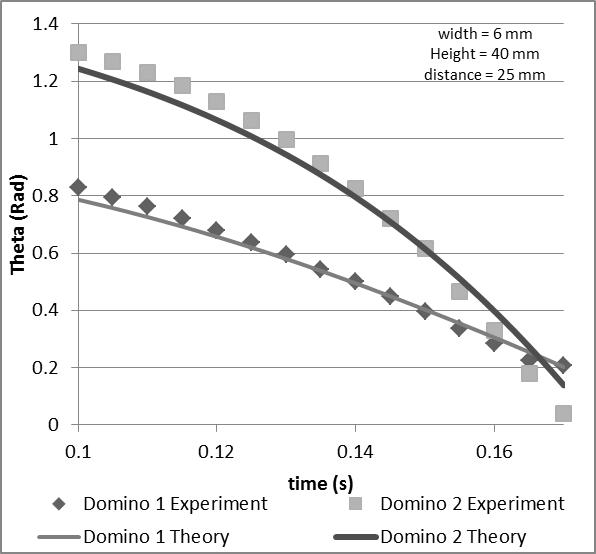 1.4
width = 6 mm
Height = 40 mm
distance = 25 mm
1.2
1
0.8
Theta (Rad)
0.6
0.4
0.2
0
0.1 0.12 0.14 0.16
time (s)
Domino 1 Experiment Domino 2 Experiment
Domino 1 Theory Domino 2 Theory